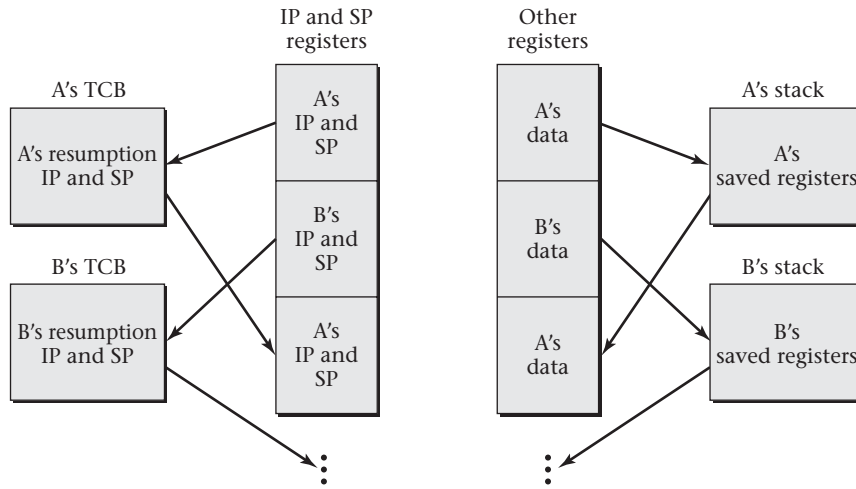 IP and SP
registers
Other
registers
A's TCB
A's resumption
IP and SP
B's TCB
B's resumption
IP and SP
A's
IP and
SP
B's
IP and
SP
A's
IP and
SP
A's
data
B's
data
A's
data
A's stack
A's
saved registers
B's stack
B's
saved registers